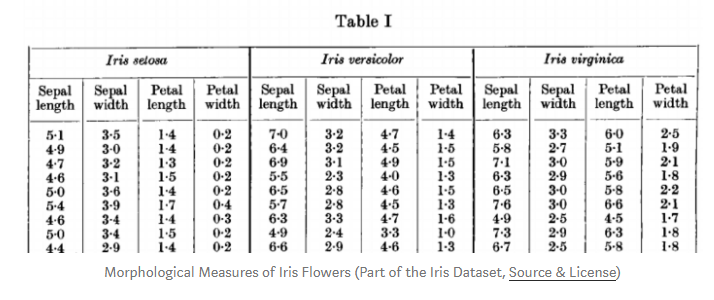 Table I
Iris setosa Iris versicolor Iris virginica
Sepal length Sepal width Petal length Petal width Sepal length Sepal width Petal length Petal width Sepal length Sepal width Petal length Petal width
5·1 3·5 1·4 0·2 7·0 3·2 4·7 1·4 6·3 3·3 6·0 2·5
4·9 3·0 1·4 0·2 6·4 3·2 4·5 1·5 5·8 2·7 5·1 1·9
4·7 3·2 1·3 0·2 6·9 3·1 4·9 1·5 7·1 3·0 5·9 2·1
4·6 3·1 1·5 0·2 5·5 2·3 4·0 1·3 6·3 2·9 5·6 1·8
5·0 3·6 1·4 0·2 6·5 2·8 4·6 1·5 6·5 3·0 5·8 2·2
5·4 3·9 1·7 0·4 5·7 2·8 4·5 1·3 7·6 3·0 6·6 2·1
4·6 3·4 1·4 0·3 6·3 3·3 4·7 1·6 4·9 2·5 4·5 1·7
5·0 3·4 1·5 0·2 4·9 2·4 3·3 1·0 7·3 2·9 6·3 1·8
4·4 2·9 1·4 0·2 6·6 2·9 4·6 1·3 6·7 2·5 5·8 1·8
Morphological Measures of Iris Flowers (Part of the Iris Dataset, Source & License)